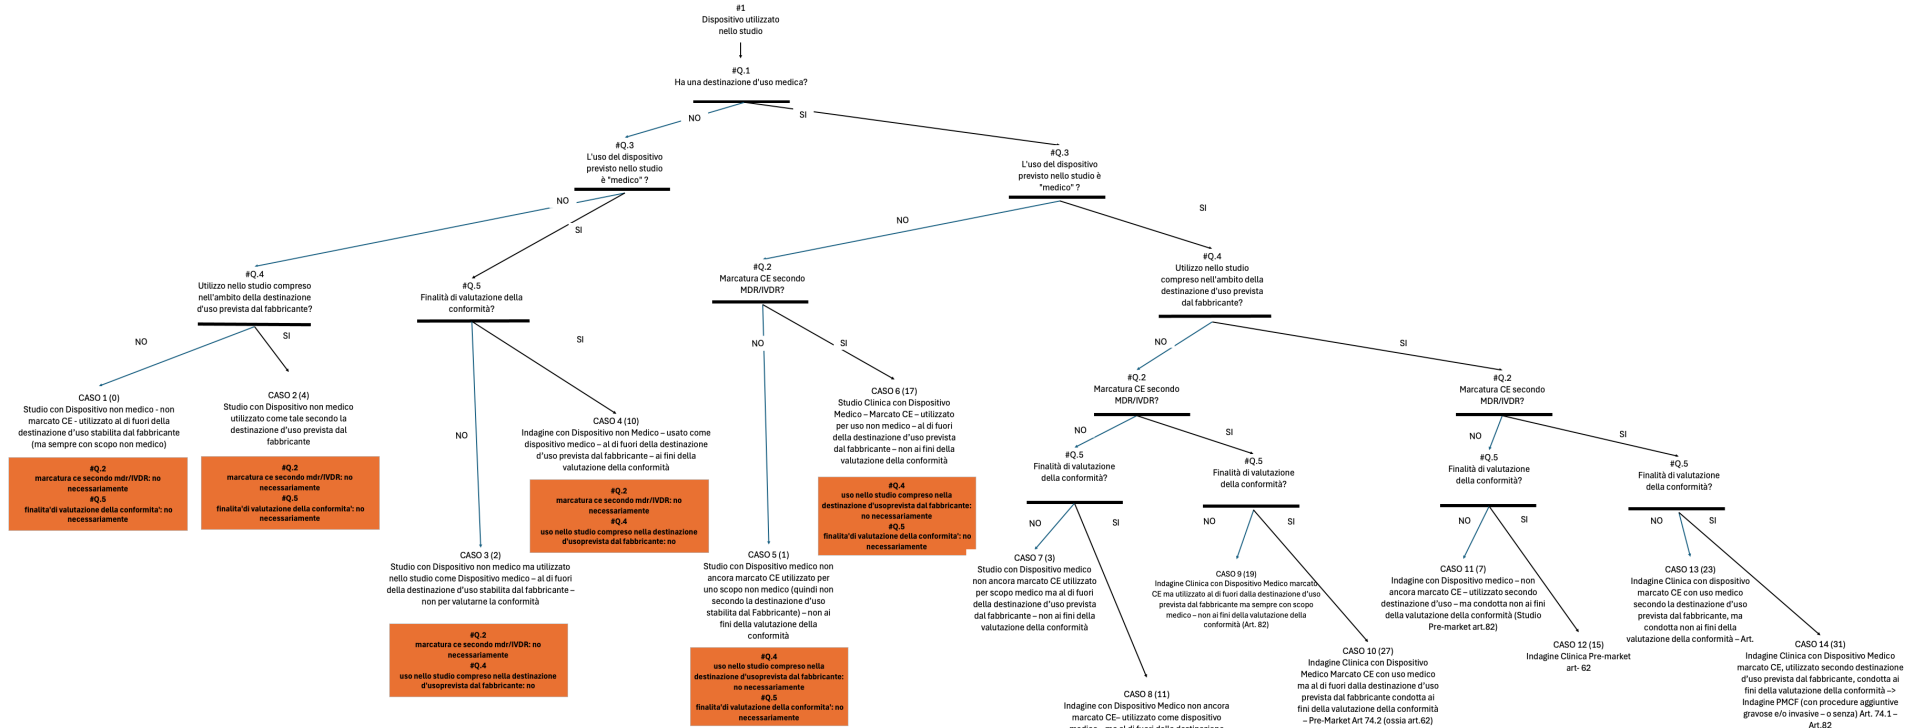 #1
Dispositivo utilizzato
nello studio
#Q.1
Ha una destinazione d'uso medica?
NO
SI
#Q.3
L'uso del dispositivo
previsto nello studio
è "medico" ?
#Q.3
L'uso del dispositivo
previsto nello studio è
"medico" ?
NO
SI
NO
SI
#Q.4
Utilizzo nello studio compreso
nell'ambito della destinazione
d'uso prevista dal fabbricante?
#Q.5
Finalità di valutazione della
conformità?
#Q.2
Marcatura CE secondo
MDR/IVDR?
#Q.4
Utilizzo nello studio
compreso nell'ambito della
destinazione d'uso prevista
dal fabbricante?
NO
SI
NO
SI
NO
SI
NO
SI
CASO 1 (0)
Studio con Dispositivo non medico - non
marcato CE - utilizzato al di fuori della
destinazione d'uso stabilita dal fabbricante
(ma sempre con scopo non medico)
#Q.2
marcatura ce secondo mdr/IVDR: no
necessariamente
#Q.5
finalita'di valutazione della conformita': no
necessariamente
CASO 2 (4)
Studio con Dispositivo non medico
utilizzato come tale secondo la
destinazione d'uso prevista dal
fabbricante
#Q.2
marcatura ce secondo mdr/IVDR: no
necessariamente
#Q.5
finalita'di valutazione della conformita': no
necessariamente
CASO 3 (2)
Studio con Dispositivo non medico ma utilizzato
nello studio come Dispositivo medico – al di fuori
della destinazione d'uso stabilita dal fabbricante –
non per valutarne la conformità
#Q.2
marcatura ce secondo mdr/IVDR: no
necessariamente
#Q.4
uso nello studio compreso nella destinazione
d'usoprevista dal fabbricante: no
CASO 4 (10)
Indagine con Dispositivo non Medico – usato come
dispositivo medico – al di fuori della destinazione
d'uso prevista dal fabbricante – ai fini della
valutazione della conformità
#Q.2
marcatura ce secondo mdr/IVDR: no
necessariamente
#Q.4
uso nello studio compreso nella destinazione
d'usoprevista dal fabbricante: no
CASO 5 (1)
Studio con Dispositivo medico non
ancora marcato CE utilizzato per
uno scopo non medico (quindi non
secondo la destinazione d'uso
stabilita dal Fabbricante) – non ai
fini della valutazione della
conformità
#Q.4
uso nello studio compreso nella
destinazione d'usoprevista dal fabbricante:
no necessariamente
#Q.5
finalita'di valutazione della conformita': no
necessariamente
CASO 6 (17)
Studio Clinica con Dispositivo
Medico – Marcato CE – utilizzato
per uso non medico – al di fuori
della destinazione d'uso prevista
dal fabbricante – non ai fini della
valutazione della conformità
#Q.4
uso nello studio compreso nella
destinazione d'usoprevista dal fabbricante:
no necessariamente
#Q.5
finalita'di valutazione della conformita': no
necessariamente
#Q.2
Marcatura CE secondo
MDR/IVDR?
#Q.2
Marcatura CE secondo
MDR/IVDR?
NO
SI
NO
SI
#Q.5
Finalità di valutazione
della conformità?
#Q.5
Finalità di valutazione
della conformità?
#Q.5
Finalità di valutazione
della conformità?
#Q.5
Finalità di valutazione
della conformità?
NO
SI
NO
SI
NO
SI
NO
SI
CASO 7 (3)
Studio con Dispositivo medico
non ancora marcato CE utilizzato
per scopo medico ma al di fuori
della destinazione d'uso prevista
dal fabbricante – non ai fini della
valutazione della conformità
CASO 8 (11)
Indagine con Dispositivo Medico non ancora
marcato CE– utilizzato come dispositivo
CASO 9 (19)
Indagine Clinica con Dispositivo Medico marcato
CE ma utilizzato al di fuori dalla destinazione d'uso
prevista dal fabbricante ma sempre con scopo
medico – non ai fini della valutazione della
conformità (Art. 82)
CASO 10 (27)
Indagine Clinica con Dispositivo
Medico Marcato CE con uso medico
ma al di fuori dalla destinazione d'uso
prevista dal fabbricante condotta ai
fini della valutazione della conformità
– Pre-Market Art 74.2 (ossia art.62)
CASO 11 (7)
Indagine con Dispositivo medico – non
ancora marcato CE – utilizzato secondo
destinazione d'uso – ma condotta non ai fini
della valutazione della conformità (Studio
Pre-market art.82)
CASO 12 (15)
Indagine Clinica Pre-market
art- 62
CASO 13 (23)
Indagine Clinica con dispositivo
marcato CE con uso medico
secondo la destinazione d'uso
prevista dal fabbricante, ma
condotta non ai fini della
valutazione della conformità – Art.
CASO 14 (31)
Indagine Clinica con Dispositivo Medico
marcato CE, utilizzato secondo destinazione
d'uso prevista dal fabbricante, condotta ai
fini della valutazione della conformità –>
Indagine PMCF (con procedure aggiuntive
gravose e/o invasive – o senza) Art. 74.1 –
Art.82